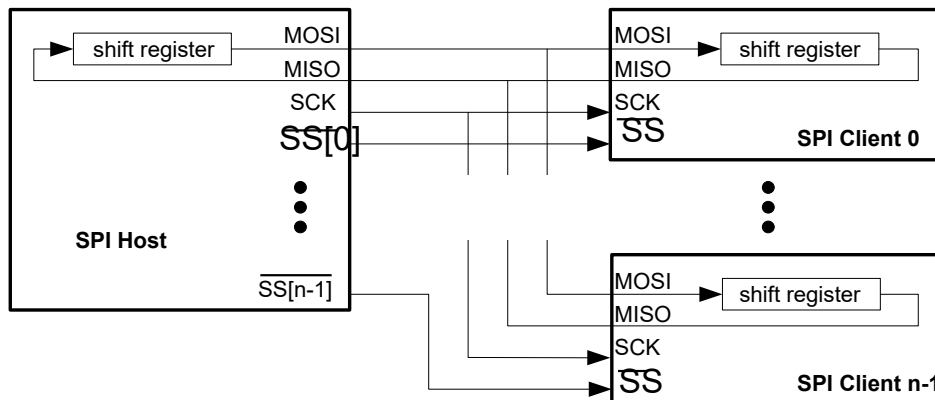 MOSI
shift register
MISO
SCK
SS[0]
SPI Host
SS[n-1]
MOSI
shift register
MISO
SCK
SS
SPI Client 0
MOSI
shift register
MISO
SCK
SS
SPI Client n-1